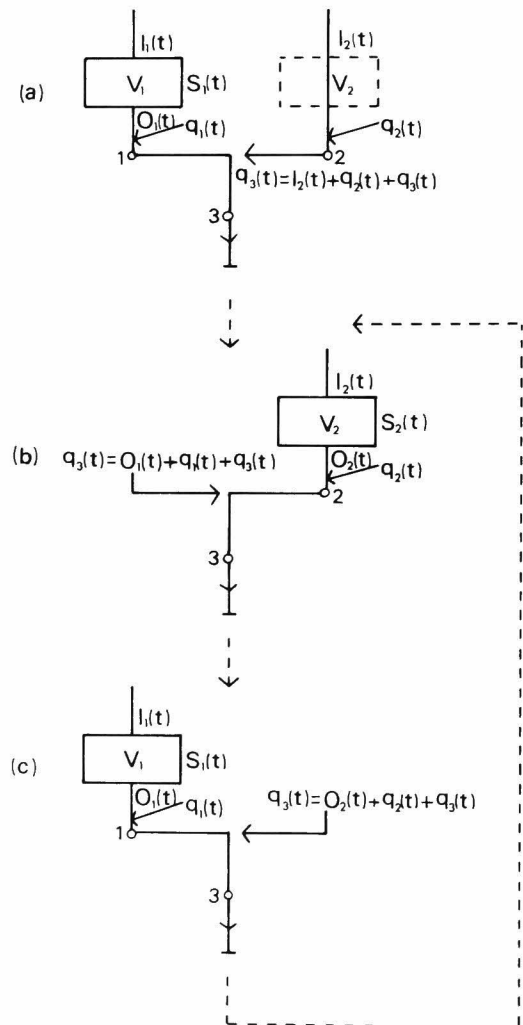 I₁(t) I₂(t)
(a) V₁ S₁(t) V₂
O₁(t) q₁(t) q₂(t)
1 2
q₃(t)=I₂(t)+q₂(t)+q₃(t)
3
I₂(t)
V₂ S₂(t)
(b) q₃(t)=O₁(t)+q₁(t)+q₃(t) O₂(t) q₂(t)
2
3
I₁(t)
(c) V₁ S₁(t)
O₁(t) q₁(t) q₃(t)=O₂(t)+q₂(t)+q₃(t)
1
3